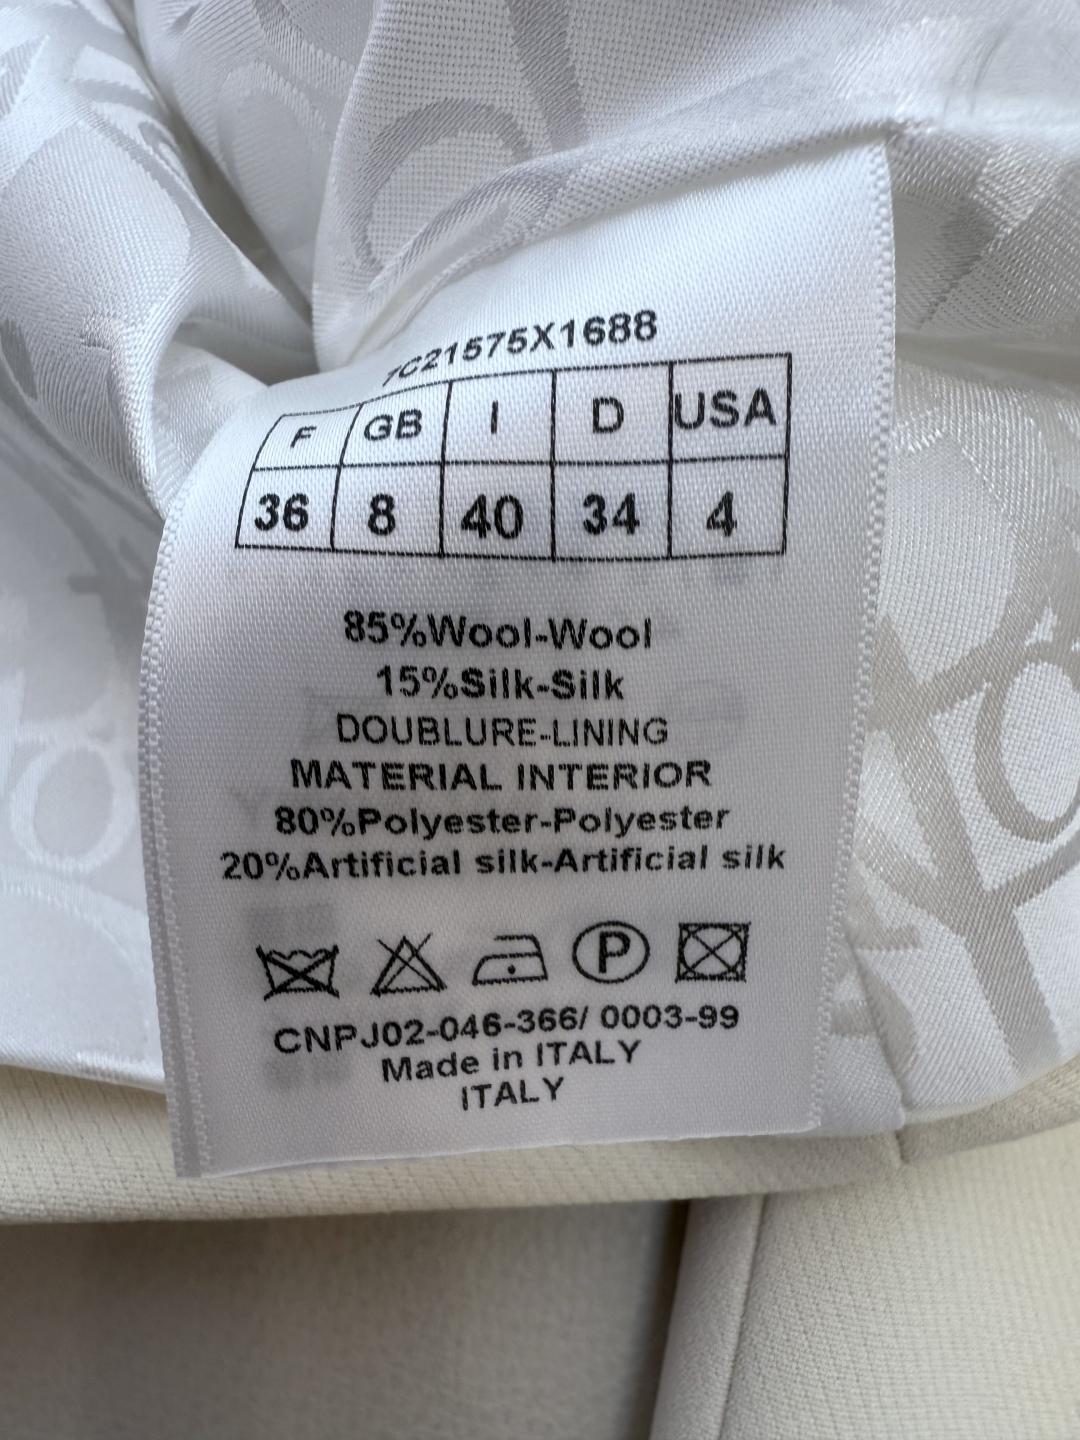 7C21575X1688
F GB I D USA
36 8 40 34 4
85%Wool-Wool
15%Silk-Silk
DOUBLURE-LINING
MATERIAL INTERIOR
80%Polyester-Polyester
20%Artificial silk-Artificial silk
P
CNPJ02-046-366/ 0003-99
Made in ITALY
ITALY